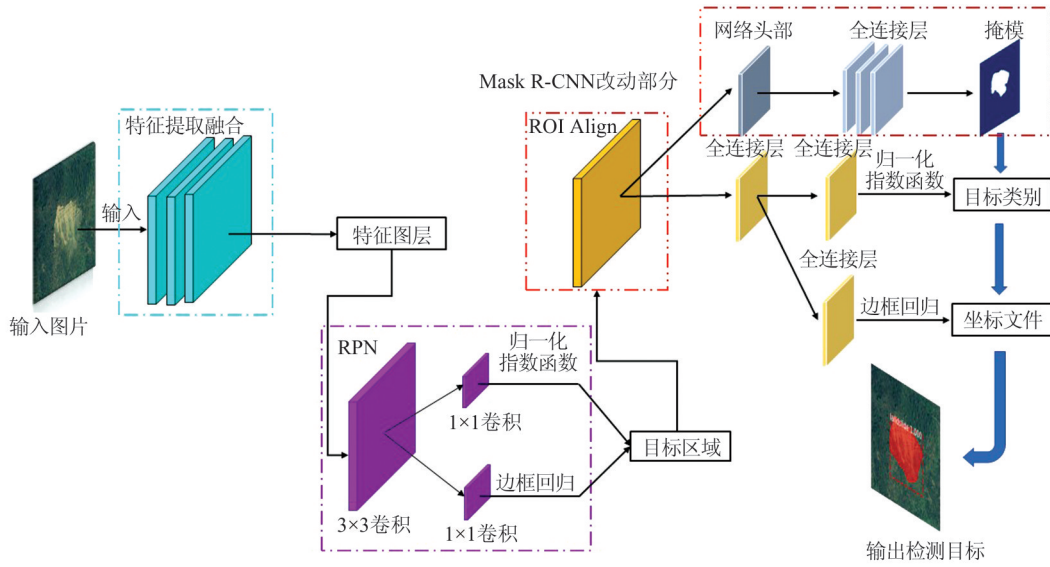 网络头部
全连接层
掩模
Mask R-CNN改动部分
特征提取融合
ROI Align
全连接层
全连接层
归一化
指数函数
输入
目标类别
特征图层
全连接层
输入图片
边框回归
坐标文件
RPN
归一化
指数函数
1×1卷积
目标区域
边框回归
3×3卷积
1×1卷积
输出检测目标